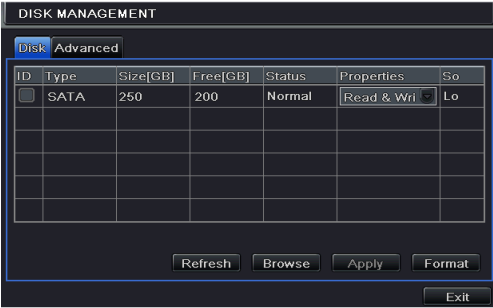 DISK MANAGEMENT
Disk Advanced
ID Type Size[GB] Free[GB] Status Properties So
SATA 250 200 Normal Read & Wri Lo
Refresh Browse Apply Format
Exit